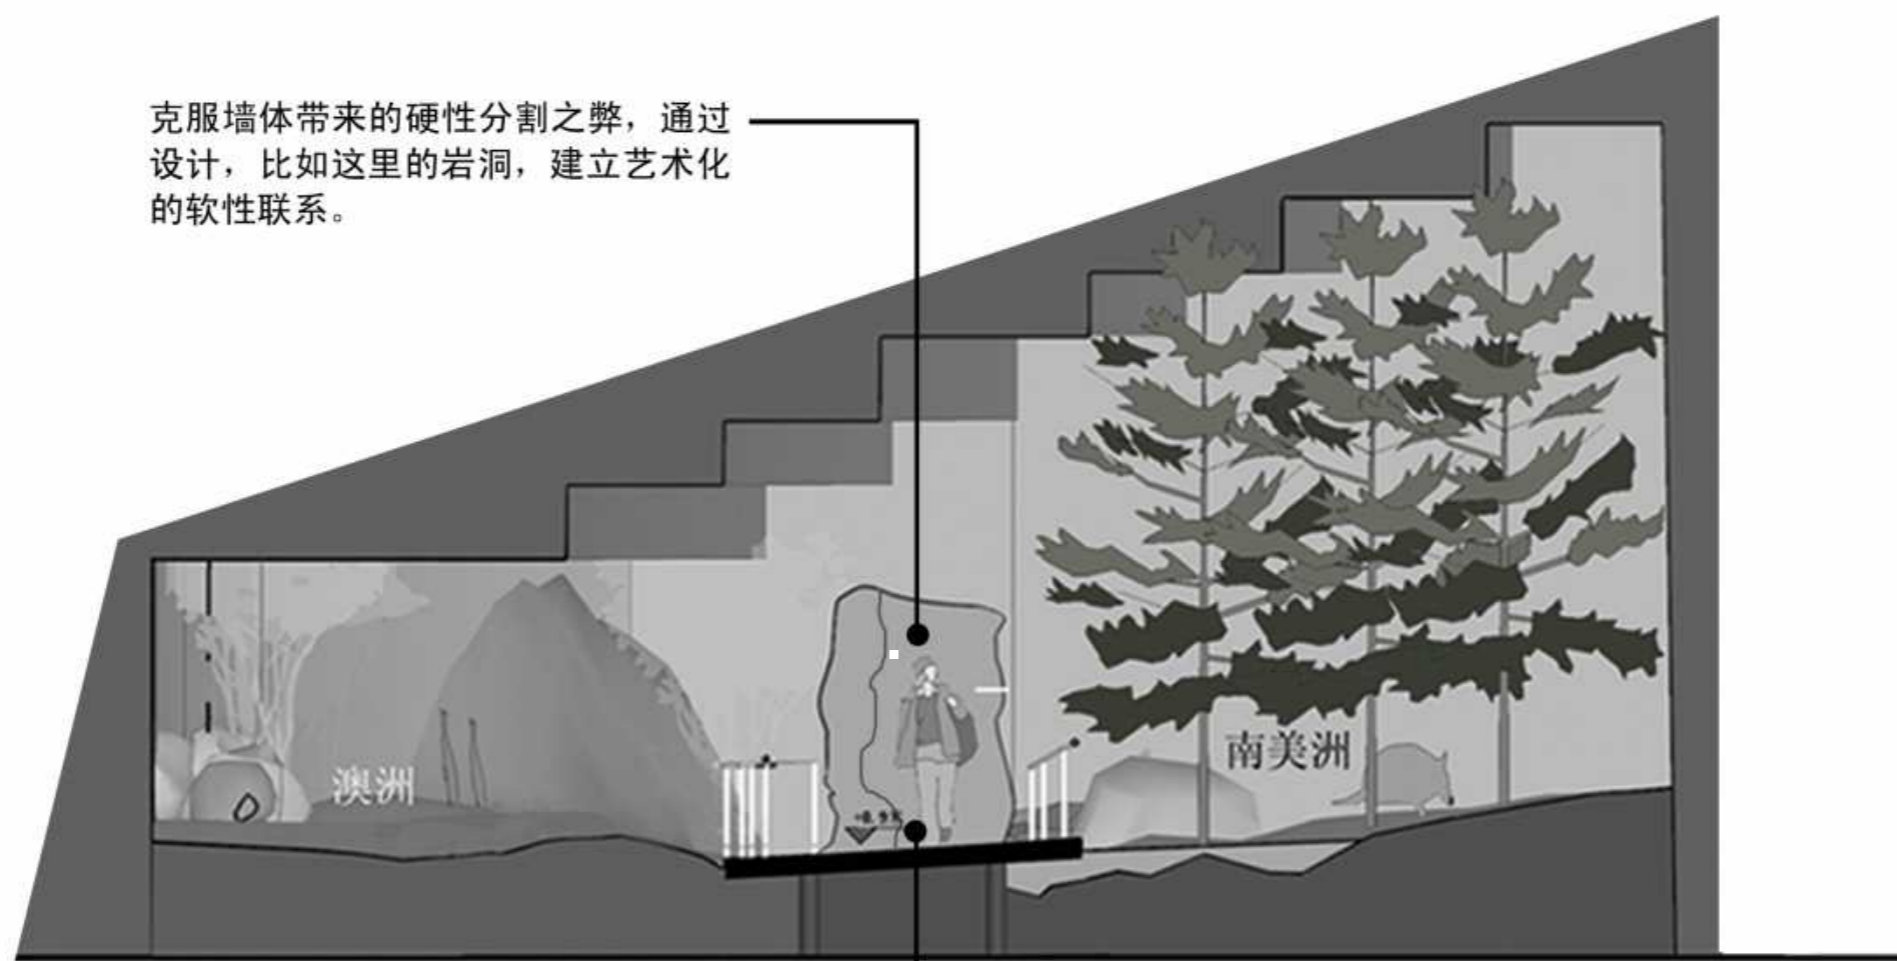 克服墙体带来的硬性分割之弊，通过
设计，比如这里的岩洞，建立艺术化
的软性联系。
南美洲
澳洲